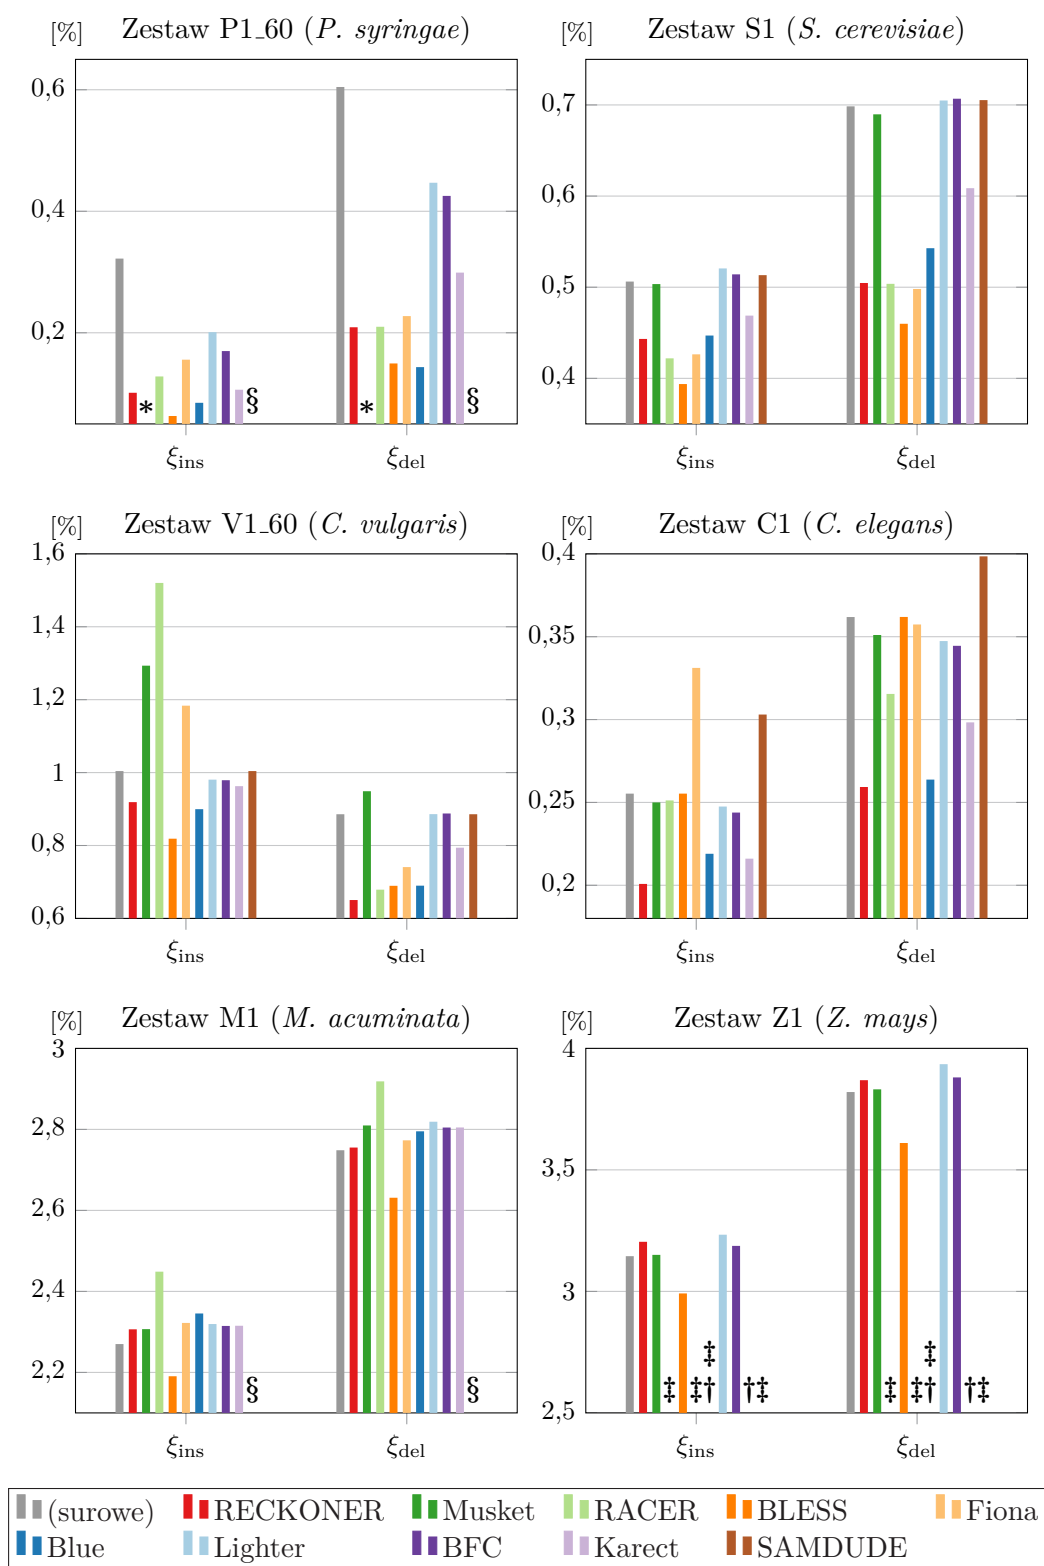 [%] Zestaw P1_60 (P. syringae)
0,6
0,4
0,2
* § * §
ξins ξdel
[%] Zestaw S1 (S. cerevisiae)
0,7
0,6
0,5
0,4
ξins ξdel
[%] Zestaw V1_60 (C. vulgaris)
1,6
1,4
1,2
1
0,8
0,6
ξins ξdel
[%] Zestaw C1 (C. elegans)
0,4
0,35
0,3
0,25
0,2
ξins ξdel
[%] Zestaw M1 (M. acuminata)
3
2,8
2,6
2,4
2,2
§ §
ξins ξdel
[%] Zestaw Z1 (Z. mays)
4
3,5
3
2,5
‡ ‡
‡ ‡† †‡ ‡ ‡† †‡
ξins ξdel
(surowe) RECKONER Musket RACER BLESS Fiona
Blue Lighter BFC Karect SAMDUDE